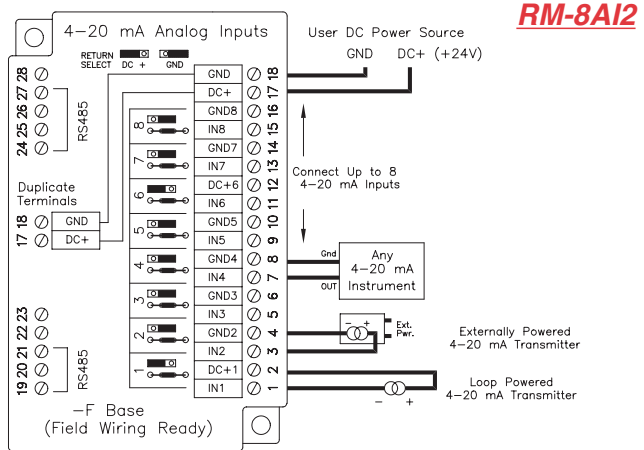 RM-8AI2
4-20 mA Analog Inputs
RETURN SELECT DC + GND
User DC Power Source
GND DC+ (+24V)
28
27
26
25
24
RS485
Duplicate Terminals
18 GND
17 DC+
23
22
21
20
19
RS485
GND 18
DC+ 17
8 GND8 16
IN8 15
7 GND7 14
IN7 13
6 DC+6 12
IN6 11
5 GND5 10
IN5 9
4 GND4 8
IN4 7
3 GND3 6
IN3 5
2 GND2 4
IN2 3
1 DC+1 2
IN1 1
Connect Up to 8
4-20 mA Inputs
Gnd
OUT
Any
4-20 mA
Instrument
- +
Ext.
Pwr.
Externally Powered
4-20 mA Transmitter
Loop Powered
4-20 mA Transmitter
- +
-F Base
(Field Wiring Ready)